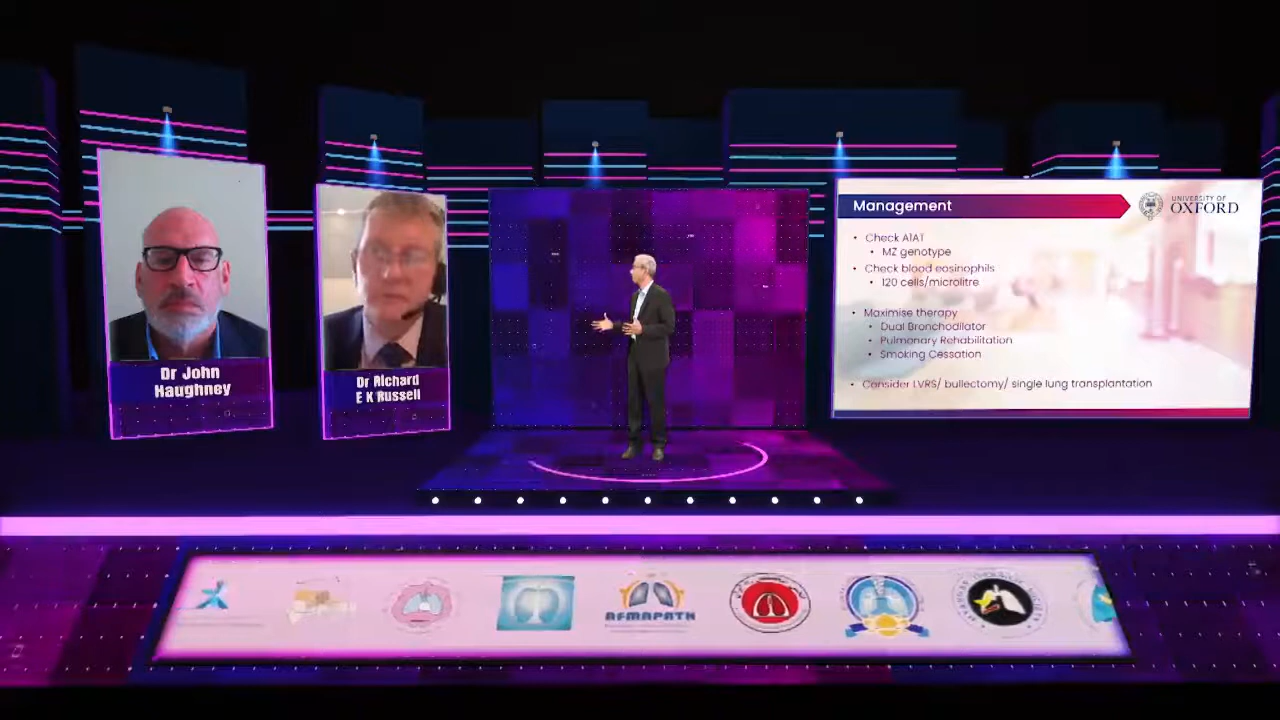 Dr John
Haughney
Dr Richard
E K Russell
Management
UNIVERSITY OF
OXFORD
• Check A1AT
• MZ genotype
• Check blood eosinophils
• 120 cells/microlitre
• Maximise therapy
• Dual Bronchodilator
• Pulmonary Rehabilitation
• Smoking Cessation
• Consider LVRS/ bullectomy/ single lung transplantation
AFMAPATH